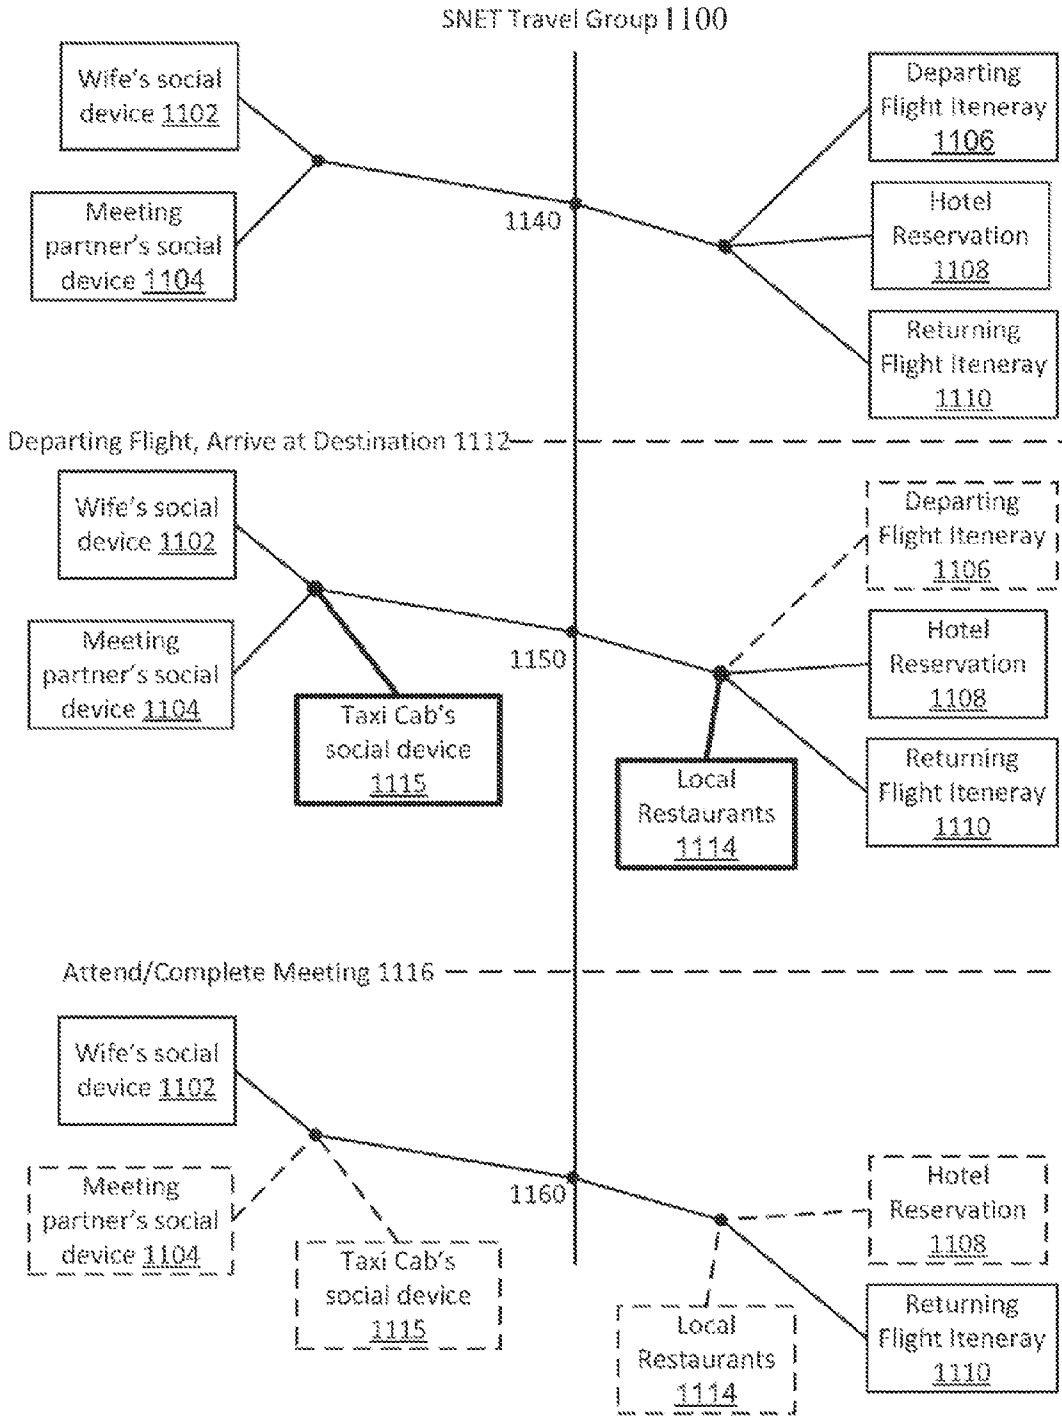 SNET Travel Group 1100
Wife's social
device 1102
Meeting
partner's social
device 1104
1140
Departing
Flight Iteneray
1106
Hotel
Reservation
1108
Returning
Flight Iteneray
1110
Departing Flight, Arrive at Destination 1112
Wife's social
device 1102
Meeting
partner's social
device 1104
Taxi Cab's
social device
1115
1150
Local
Restaurants
1114
Departing
Flight Iteneray
1106
Hotel
Reservation
1108
Returning
Flight Iteneray
1110
Attend/Complete Meeting 1116
Wife's social
device 1102
Meeting
partner's social
device 1104
Taxi Cab's
social device
1115
1160
Local
Restaurants
1114
Hotel
Reservation
1108
Returning
Flight Iteneray
1110